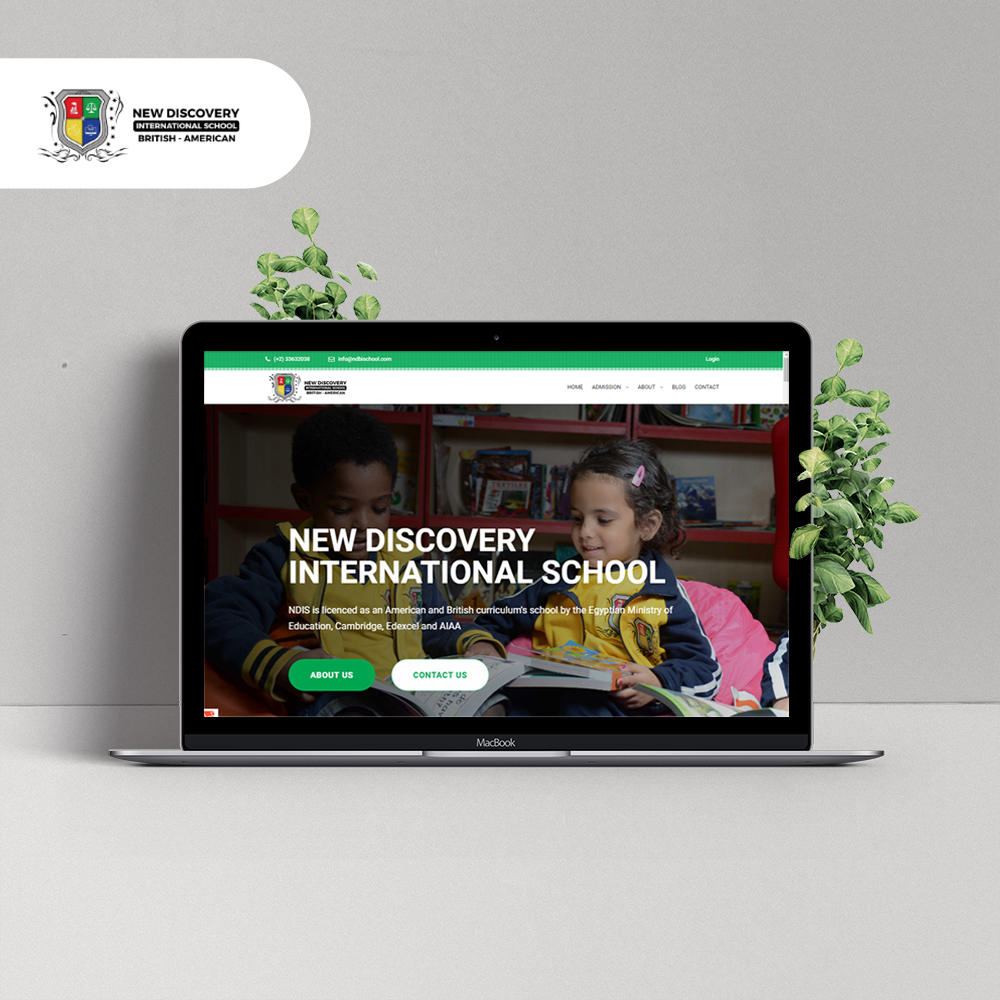 NEW DISCOVERY
INTERNATIONAL SCHOOL
BRITISH - AMERICAN
(+2) 33632038
info@ndbischool.com
Login
NEW DISCOVERY
INTERNATIONAL SCHOOL
BRITISH - AMERICAN
HOME ADMISSION ABOUT BLOG CONTACT
TEXTILES
NEW DISCOVERY
INTERNATIONAL SCHOOL
NDIS is licenced as an American and British curriculum's school by the Egyptian Ministry of
Education, Cambridge, Edexcel and AIAA
ABOUT US
CONTACT US
MacBook